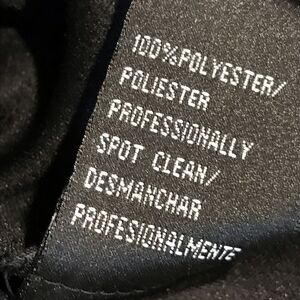 100%POLYESTER/
POLIESTER
PROFESSIONALLY
SPOT CLEAN/
DESMANCHAR
PROFESIONALMENTE